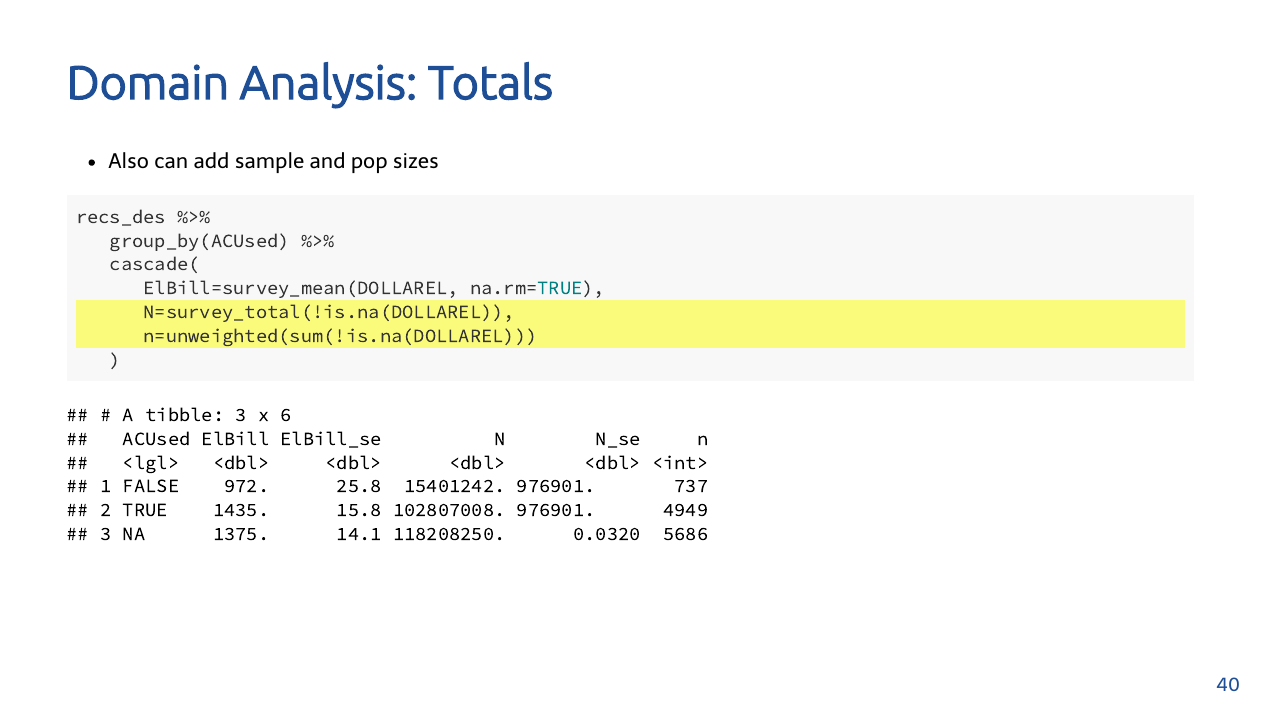 Domain Analysis: Totals
• Also can add sample and pop sizes
recs_des %>%
   group_by(ACUsed) %>%
   cascade(
      ElBill=survey_mean(DOLLAREL, na.rm=TRUE),
      N=survey_total(!is.na(DOLLAREL)),
      n=unweighted(sum(!is.na(DOLLAREL)))
   )
## # A tibble: 3 x 6
##   ACUsed ElBill ElBill_se          N        N_se     n
##   <lgl>   <dbl>     <dbl>      <dbl>       <dbl> <int>
## 1 FALSE    972.      25.8  15401242. 976901.       737
## 2 TRUE    1435.      15.8 102807008. 976901.      4949
## 3 NA      1375.      14.1 118208250.      0.0320  5686
40